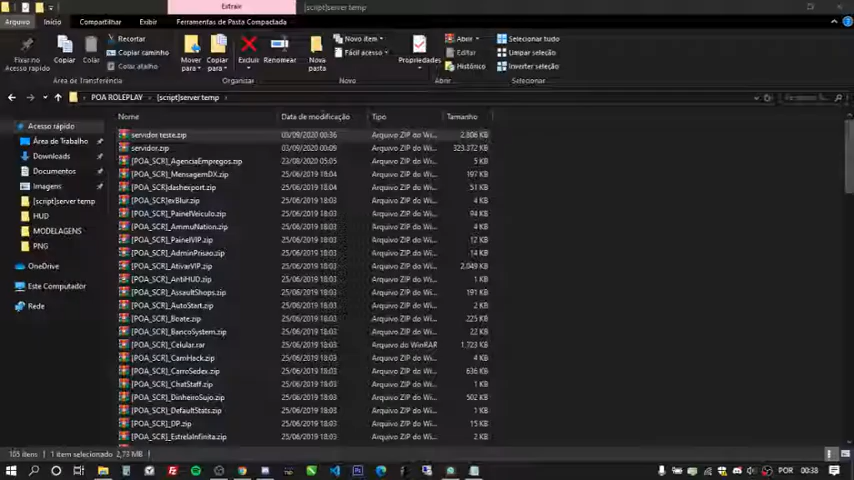 Extrair
[script]server temp
Arquivo Início Compartilhar Exibir Ferramentas de Pasta Compactada
Fixar no Acesso rápido
Copiar
Colar
Recortar
Copiar caminho
Colar atalho
Mover para
Copiar para
Excluir
Renomear
Nova pasta
Novo item
Fácil acesso
Propriedades
Abrir
Editar
Histórico
Selecionar tudo
Limpar seleção
Inverter seleção
Área de Transferência Organizar Novo Abrir Selecionar
POA ROLEPLAY › [script]server temp ›
Nome Data de modificação Tipo Tamanho
Acesso rápido
Área de Trabalho
Downloads
Documentos
Imagens
[script]server temp
HUD
MODELAGENS
PNG
OneDrive
Este Computador
Rede
servidor teste.zip 03/09/2020 00:36 Arquivo ZIP do Wi... 2.806 KB
servidor.zip 03/09/2020 00:09 Arquivo ZIP do Wi... 323.272 KB
[POA_SCR]_AgenciaEmpregos.zip 23/08/2020 05:05 Arquivo ZIP do Wi... 5 KB
[POA_SCR]_MensagemDX.zip 25/06/2019 18:04 Arquivo ZIP do Wi... 197 KB
[POA_SCR]dashexport.zip 25/06/2019 18:04 Arquivo ZIP do Wi... 51 KB
[POA_SCR]exBlur.zip 25/06/2019 18:03 Arquivo ZIP do Wi... 4 KB
[POA_SCR]_PainelVeiculo.zip 25/06/2019 18:03 Arquivo ZIP do Wi... 94 KB
[POA_SCR]_AmmuNation.zip 25/06/2019 18:03 Arquivo ZIP do Wi... 4 KB
[POA_SCR]_PainelVIP.zip 25/06/2019 18:03 Arquivo ZIP do Wi... 12 KB
[POA_SCR]_AdminPrisao.zip 25/06/2019 18:03 Arquivo ZIP do Wi... 14 KB
[POA_SCR]_AtivarVIP.zip 25/06/2019 18:03 Arquivo ZIP do Wi... 2.049 KB
[POA_SCR]_AntiHUD.zip 25/06/2019 18:03 Arquivo ZIP do Wi... 1 KB
[POA_SCR]_AssaultShops.zip 25/06/2019 18:03 Arquivo ZIP do Wi... 191 KB
[POA_SCR]_AutoStart.zip 25/06/2019 18:03 Arquivo ZIP do Wi... 2 KB
[POA_SCR]_Boate.zip 25/06/2019 18:03 Arquivo ZIP do Wi... 225 KB
[POA_SCR]_BancoSystem.zip 25/06/2019 18:03 Arquivo ZIP do Wi... 22 KB
[POA_SCR]_Celular.rar 25/06/2019 18:03 Arquivo do WinRAR 1.723 KB
[POA_SCR]_CamHack.zip 25/06/2019 18:03 Arquivo ZIP do Wi... 4 KB
[POA_SCR]_CarroSedex.zip 25/06/2019 18:03 Arquivo ZIP do Wi... 636 KB
[POA_SCR]_ChatStaff.zip 25/06/2019 18:03 Arquivo ZIP do Wi... 1 KB
[POA_SCR]_DinheiroSujo.zip 25/06/2019 18:03 Arquivo ZIP do Wi... 502 KB
[POA_SCR]_DefaultStats.zip 25/06/2019 18:03 Arquivo ZIP do Wi... 1 KB
[POA_SCR]_DP.zip 25/06/2019 18:03 Arquivo ZIP do Wi... 15 KB
[POA_SCR]_EstrelaInfinita.zip 25/06/2019 18:03 Arquivo ZIP do Wi... 2 KB
105 itens 1 item selecionado 2,73 MB
POR 00:38